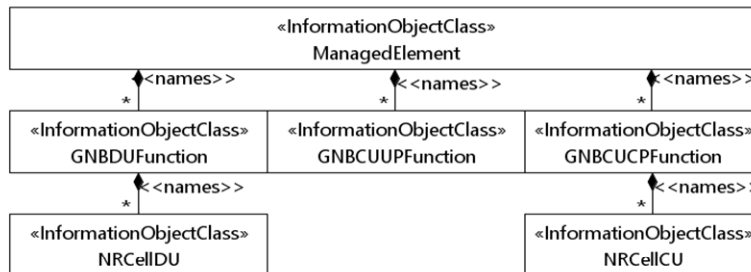 «InformationObjectClass»
ManagedElement
<<names>> <<names>> <<names>>
* * *
«InformationObjectClass» «InformationObjectClass» «InformationObjectClass»
GNBDUFunction GNBCUUPFunction GNBCUCPFunction
<<names>> <<names>>
* *
«InformationObjectClass» «InformationObjectClass»
NRCellDU NRCellCU